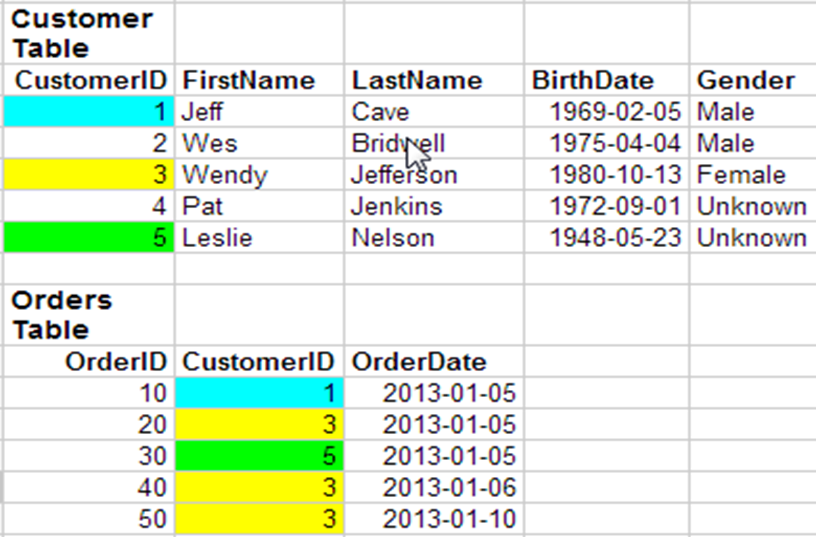 Customer
Table
CustomerID FirstName LastName BirthDate Gender
1 Jeff Cave 1969-02-05 Male
2 Wes Bridwell 1975-04-04 Male
3 Wendy Jefferson 1980-10-13 Female
4 Pat Jenkins 1972-09-01 Unknown
5 Leslie Nelson 1948-05-23 Unknown
Orders
Table
OrderID CustomerID OrderDate
10 1 2013-01-05
20 3 2013-01-05
30 5 2013-01-05
40 3 2013-01-06
50 3 2013-01-10